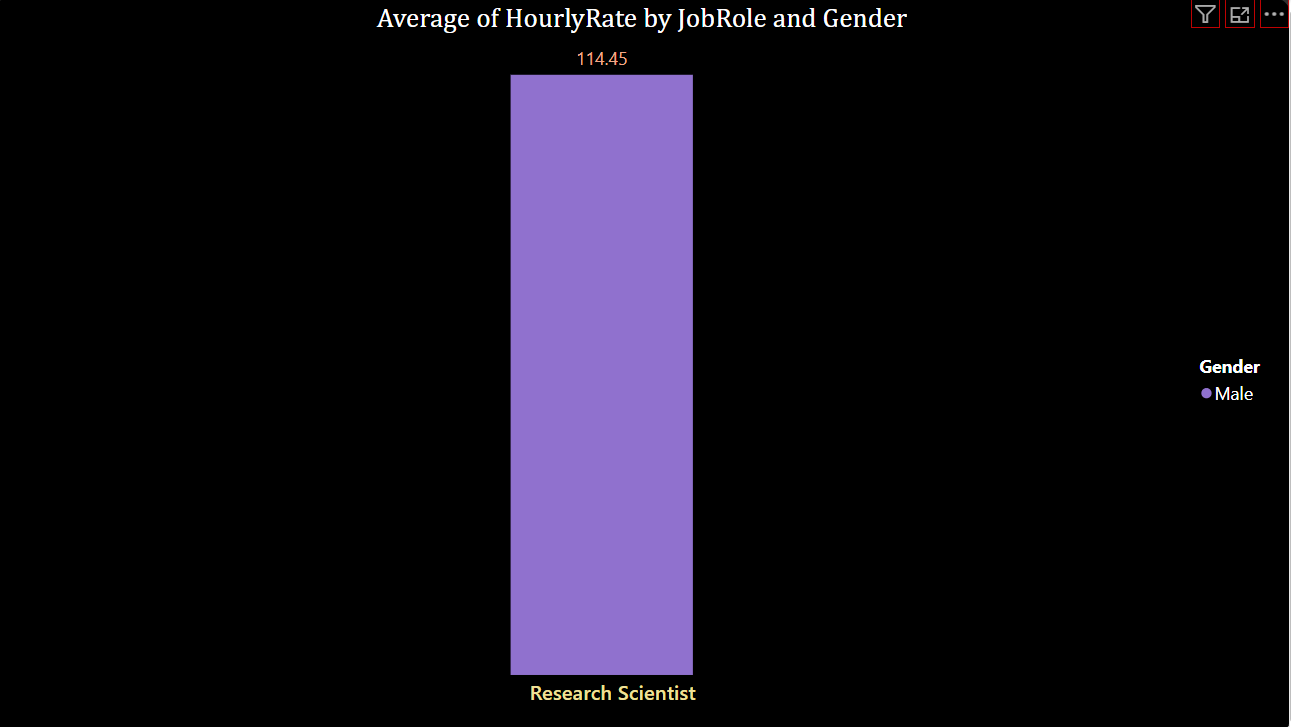 Average of HourlyRate by JobRole and Gender
114.45
Gender
Male
Research Scientist